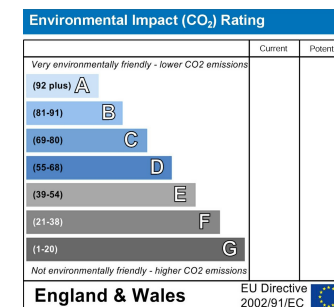 Environmental Impact (CO₂) Rating
Current Potent
Very environmentally friendly - lower CO2 emissions
(92 plus) A
(81-91) B
(69-80) C
(55-68) D
(39-54) E
(21-38) F
(1-20) G
Not environmentally friendly - higher CO2 emissions
England & Wales
EU Directive
2002/91/EC